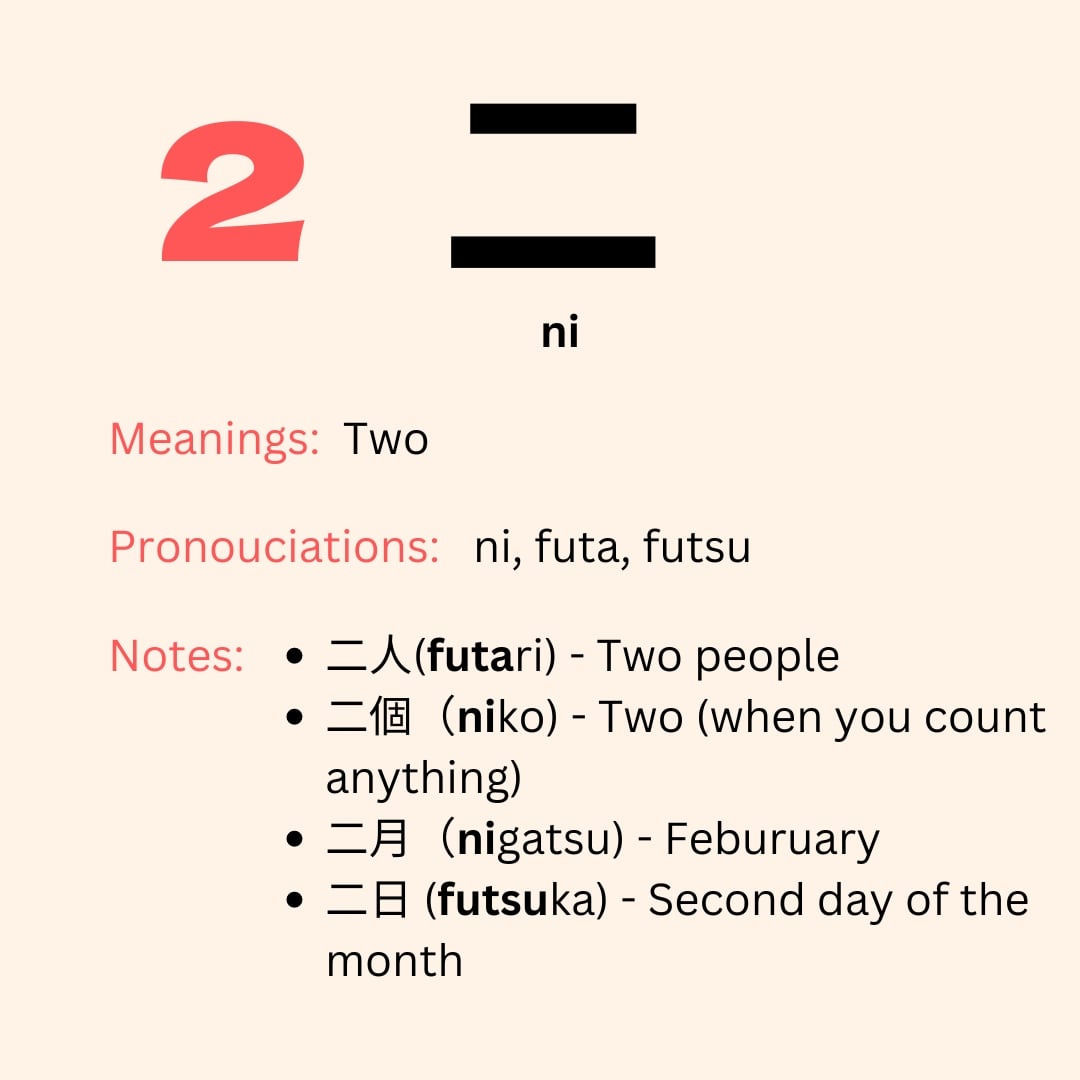 2 二
ni
Meanings: Two
Pronouciations: ni, futa, futsu
Notes: • 二人(futari) - Two people
• 二個（niko) - Two (when you count
anything)
• 二月（nigatsu) - Feburuary
• 二日 (futsuka) - Second day of the
month